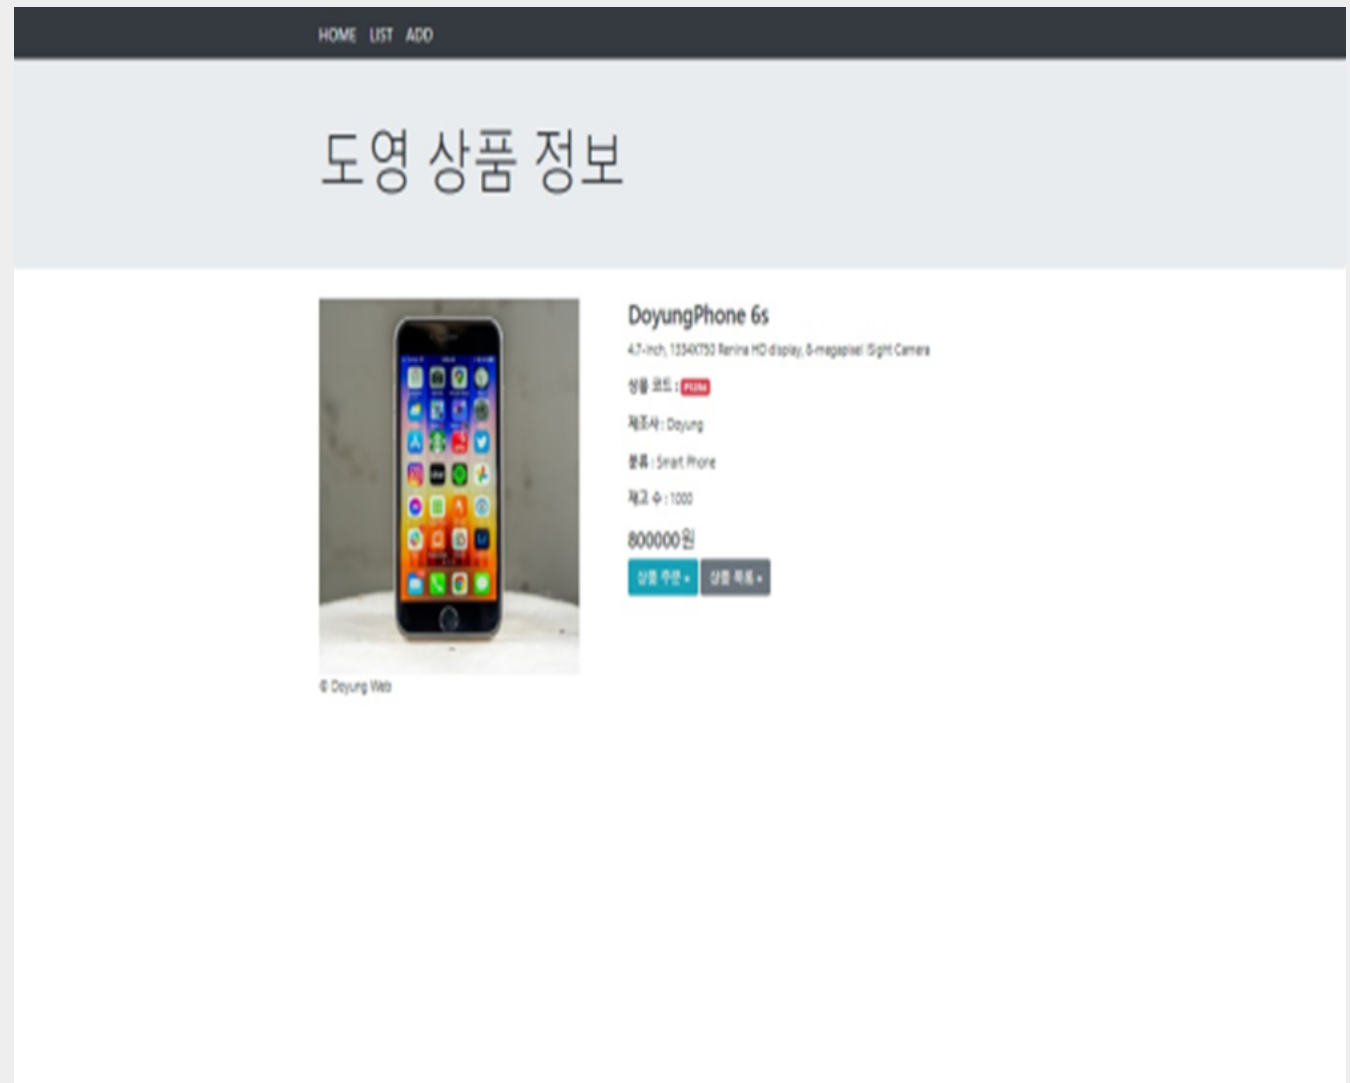 HOME LIST ADD
도영 상품 정보
DoyungPhone 6s
4.7-inch, 1334X750 Renina HD display, 8-megapixel iSight Camera
상품 코드 : P1234
제조사 : Doyung
분류 : Smart Phone
재고 수 : 1000
800000원
상품 주문 » 상품 목록 »
© Doyung Web